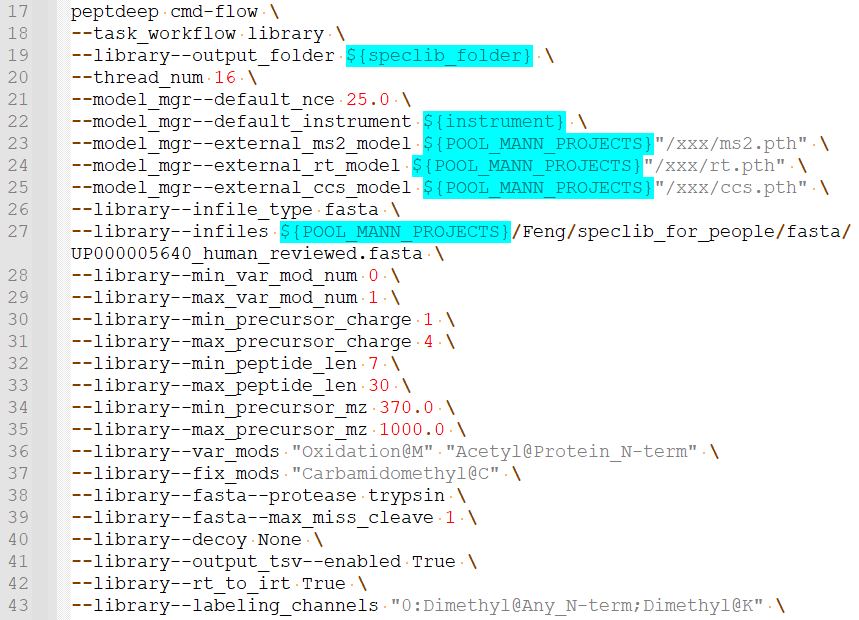 17 peptdeep cmd-flow \
18 --task_workflow library \
19 --library--output_folder ${speclib_folder} \
20 --thread_num 16 \
21 --model_mgr--default_nce 25.0 \
22 --model_mgr--default_instrument ${instrument} \
23 --model_mgr--external_ms2_model ${POOL_MANN_PROJECTS}"/xxx/ms2.pth" \
24 --model_mgr--external_rt_model ${POOL_MANN_PROJECTS}"/xxx/rt.pth" \
25 --model_mgr--external_ccs_model ${POOL_MANN_PROJECTS}"/xxx/ccs.pth" \
26 --library--infile_type fasta \
27 --library--infiles ${POOL_MANN_PROJECTS}/Feng/speclib_for_people/fasta/
UP000005640_human_reviewed.fasta \
28 --library--min_var_mod_num 0 \
29 --library--max_var_mod_num 1 \
30 --library--min_precursor_charge 1 \
31 --library--max_precursor_charge 4 \
32 --library--min_peptide_len 7 \
33 --library--max_peptide_len 30 \
34 --library--min_precursor_mz 370.0 \
35 --library--max_precursor_mz 1000.0 \
36 --library--var_mods "Oxidation@M" "Acetyl@Protein_N-term" \
37 --library--fix_mods "Carbamidomethyl@C" \
38 --library--fasta--protease trypsin \
39 --library--fasta--max_miss_cleave 1 \
40 --library--decoy None \
41 --library--output_tsv--enabled True \
42 --library--rt_to_irt True \
43 --library--labeling_channels "0:Dimethyl@Any_N-term;Dimethyl@K" \